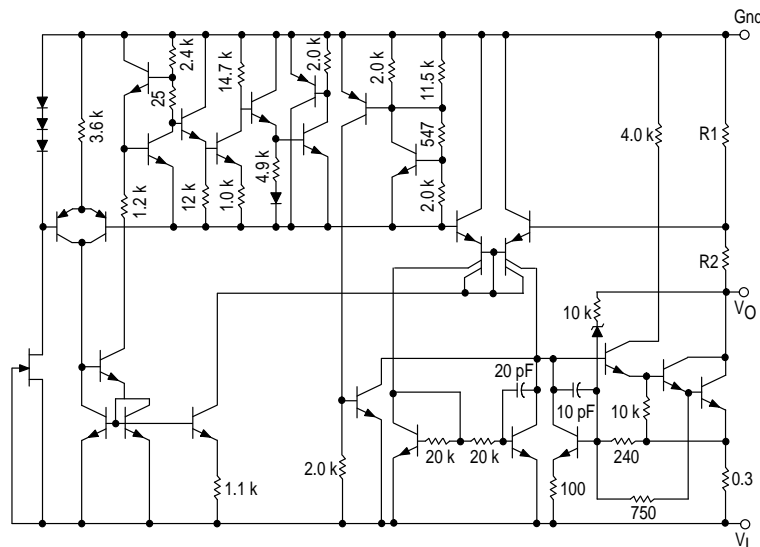 Gnd
2.4 k
25
14.7 k
2.0 k
2.0 k
11.5 k
3.6 k
547
4.0 k
R1
4.9 k
1.2 k
12 k
1.0 k
2.0 k
R2
VO
10 k
20 pF
10 pF
10 k
20 k
20 k
240
2.0 k
1.1 k
100
750
0.3
VI